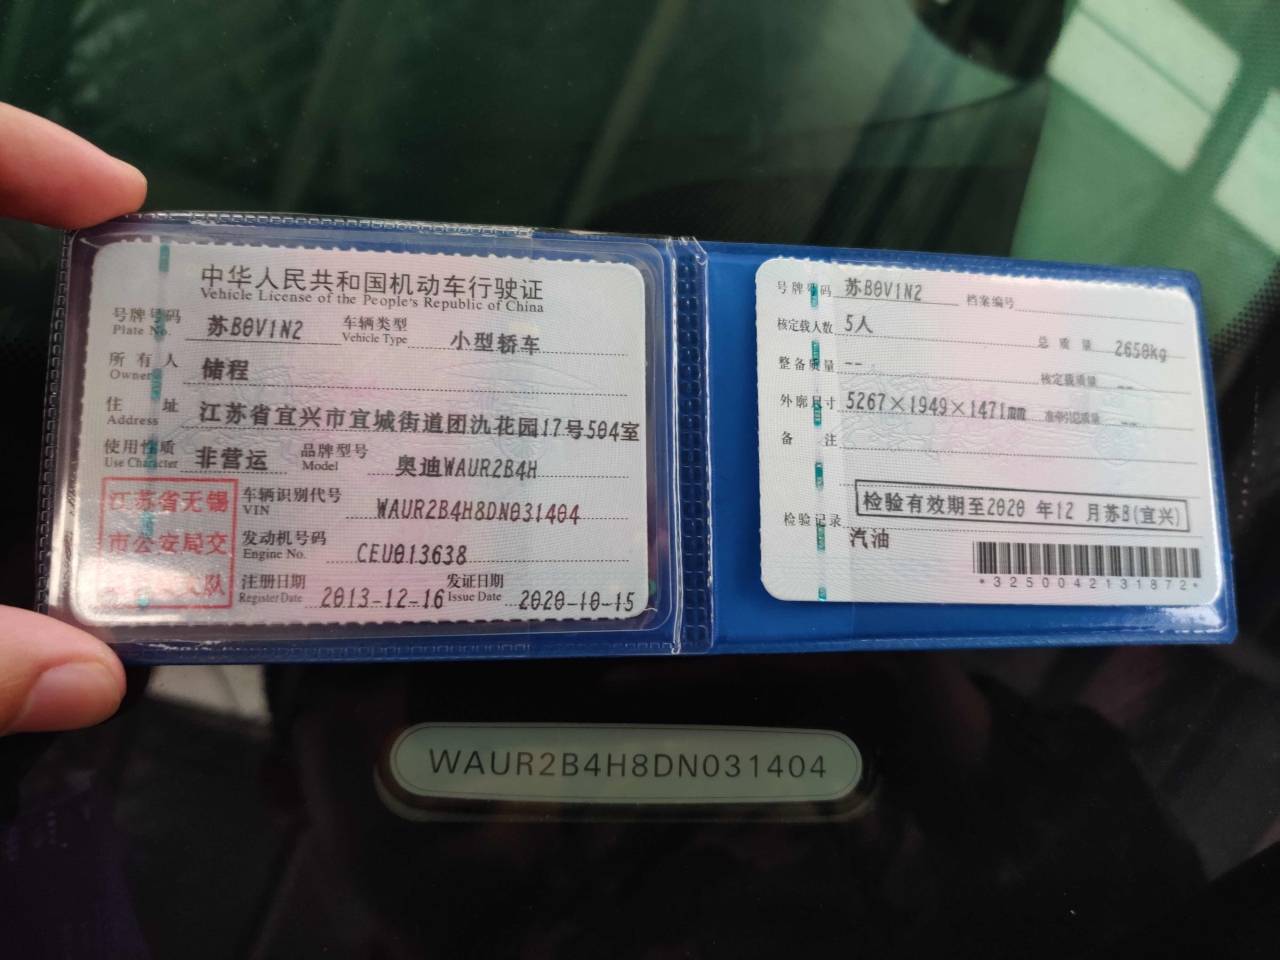 中华人民共和国机动车行驶证
Vehicle License of the People's Republic of China
号牌号码 苏B0V1N2 车辆类型 小型轿车
Plate No. Vehicle Type
所有人 储程
Owner
住址 江苏省宜兴市宜城街道团氿花园17号504室
Address
使用性质 非营运 品牌型号 奥迪WAUR2B4H
Use Character Model
江苏省无锡
市公安局交
大队
车辆识别代号 WAUR2B4H8DN031404
VIN
发动机号码 CEU013638
Engine No.
注册日期 2013-12-16 发证日期 2020-10-15
Register Date Issue Date
号牌号码 苏B0V1N2 档案编号
核定载人数 5人 总质量 2650kg
整备质量 -- 核定载质量 --
外廓尺寸 5267×1949×1471 准牵引总质量 --
备注
检验有效期至2020 年12 月苏B(宜兴)
检验记录
汽油
*3250042131872*
WAUR2B4H8DN031404